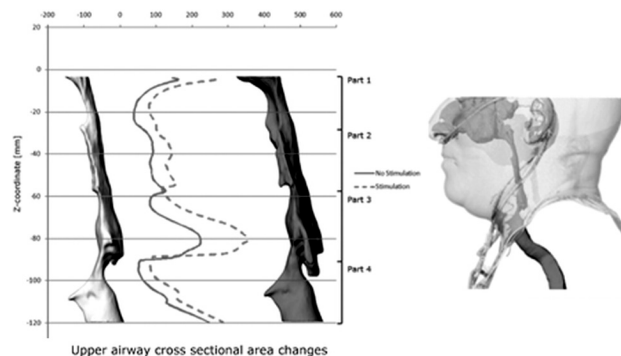 -200 -100 0 100 200 300 400 500 600
20
0
Part 1
-20
Part 2
-40
No Stimulation
Stimulation
-60
Part 3
-80
Part 4
-100
-120
Z-coordinate [mm]
Upper airway cross sectional area changes